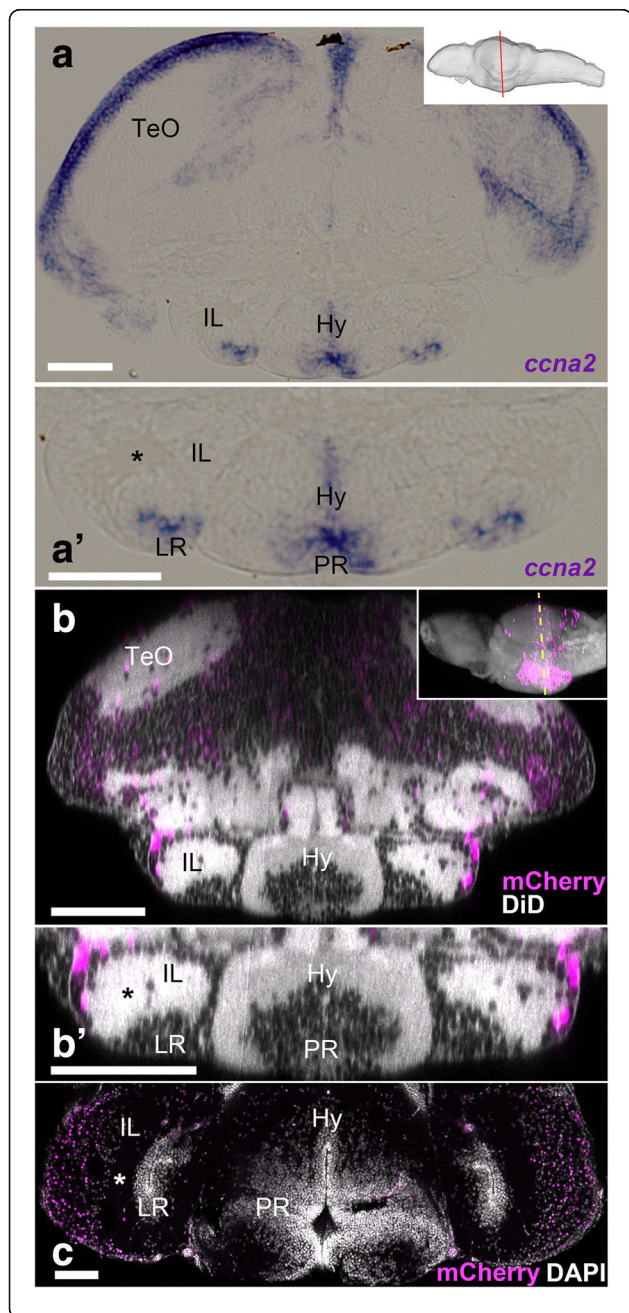 a
TeO
IL
Hy
ccna2
a'
*
IL
Hy
LR
PR
ccna2
b
TeO
IL
Hy
mCherry
DiD
b'
*
IL
Hy
LR
PR
IL
Hy
*
LR
PR
c
mCherry DAPI